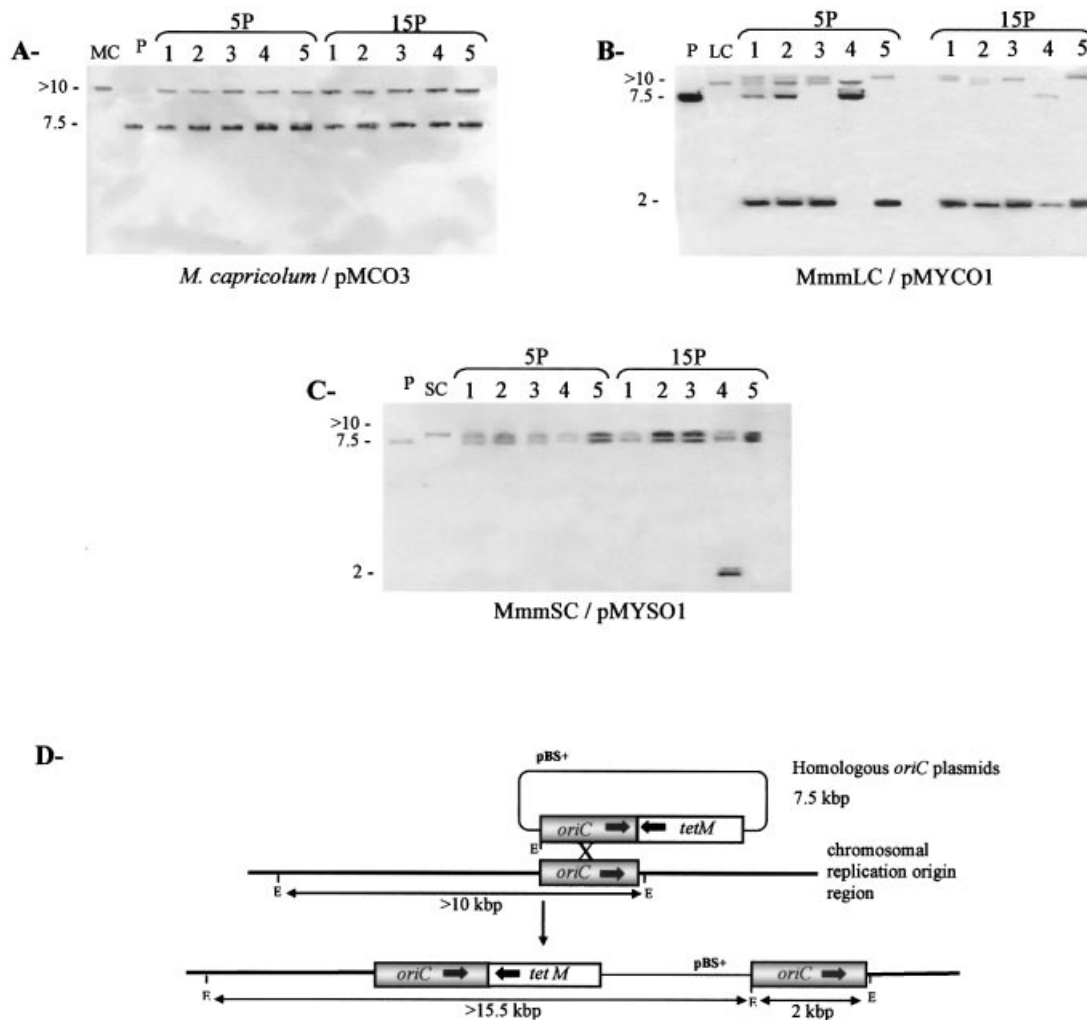 A-
5P 15P
MC P 1 2 3 4 5 1 2 3 4 5
>10 -
7.5 -
M. capricolum / pMCO3
B-
5P 15P
P LC 1 2 3 4 5 1 2 3 4 5
>10 -
7.5 -
2 -
MmmLC / pMYCO1
C-
5P 15P
P SC 1 2 3 4 5 1 2 3 4 5
>10 -
7.5 -
2 -
MmmSC / pMYSO1
D-
pBS+
Homologous oriC plasmids
7.5 kbp
oriC tetM
E
X
oriC
chromosomal
replication origin
region
E E
>10 kbp
pBS+
oriC tet M oriC
E E E
>15.5 kbp 2 kbp